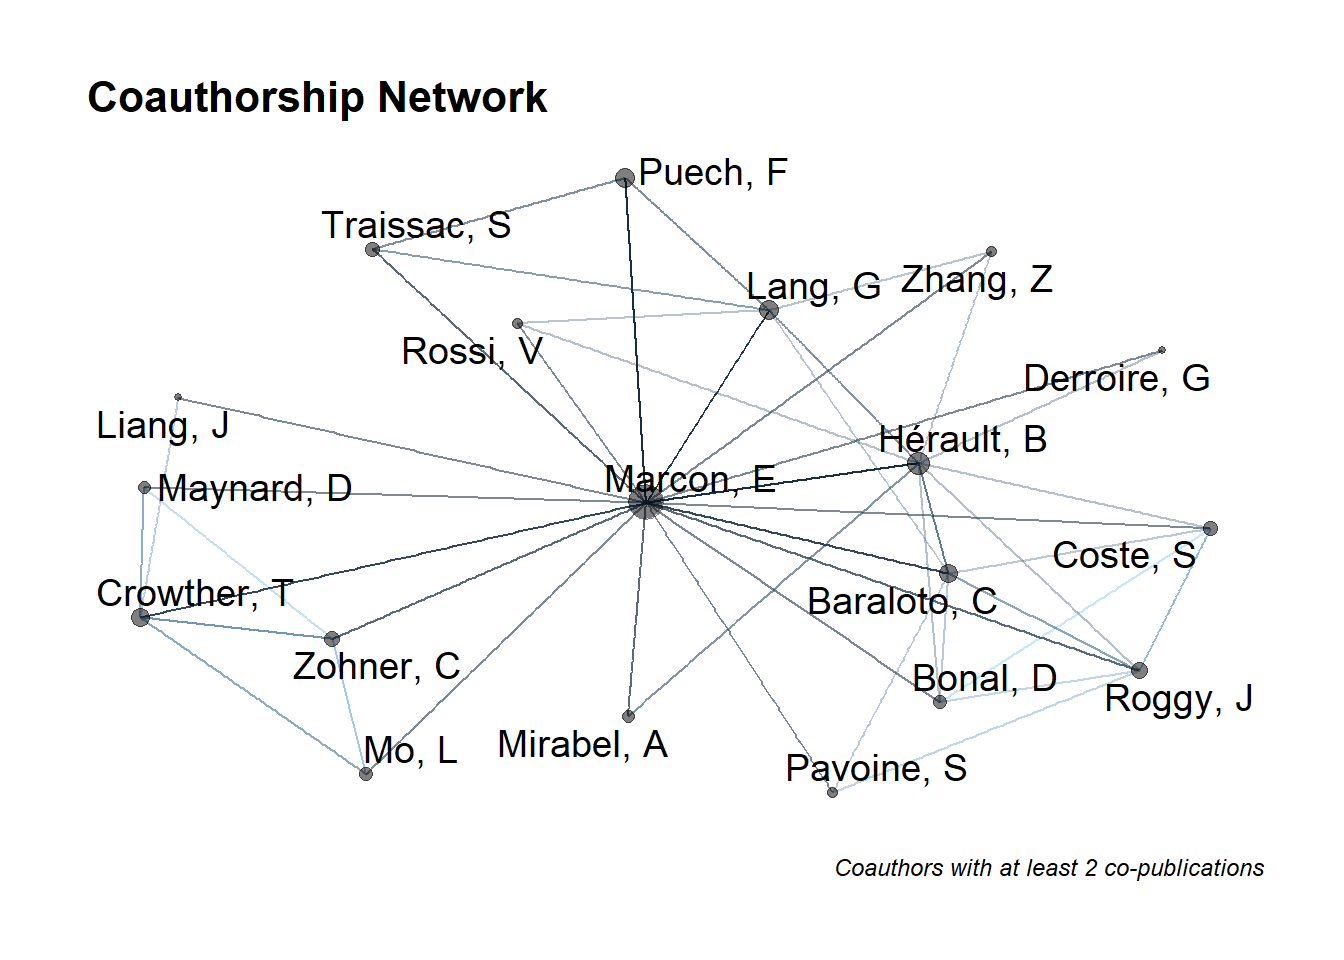 Coauthorship Network
Puech, F
Traissac, S
Lang, G
Zhang, Z
Rossi, V
Derroire, G
Liang, J
Hérault, B
Marcon, E
Maynard, D
Coste, S
Crowther, T
Baraloto, C
Zohner, C
Bonal, D
Roggy, J
Mo, L
Mirabel, A
Pavoine, S
Coauthors with at least 2 co-publications